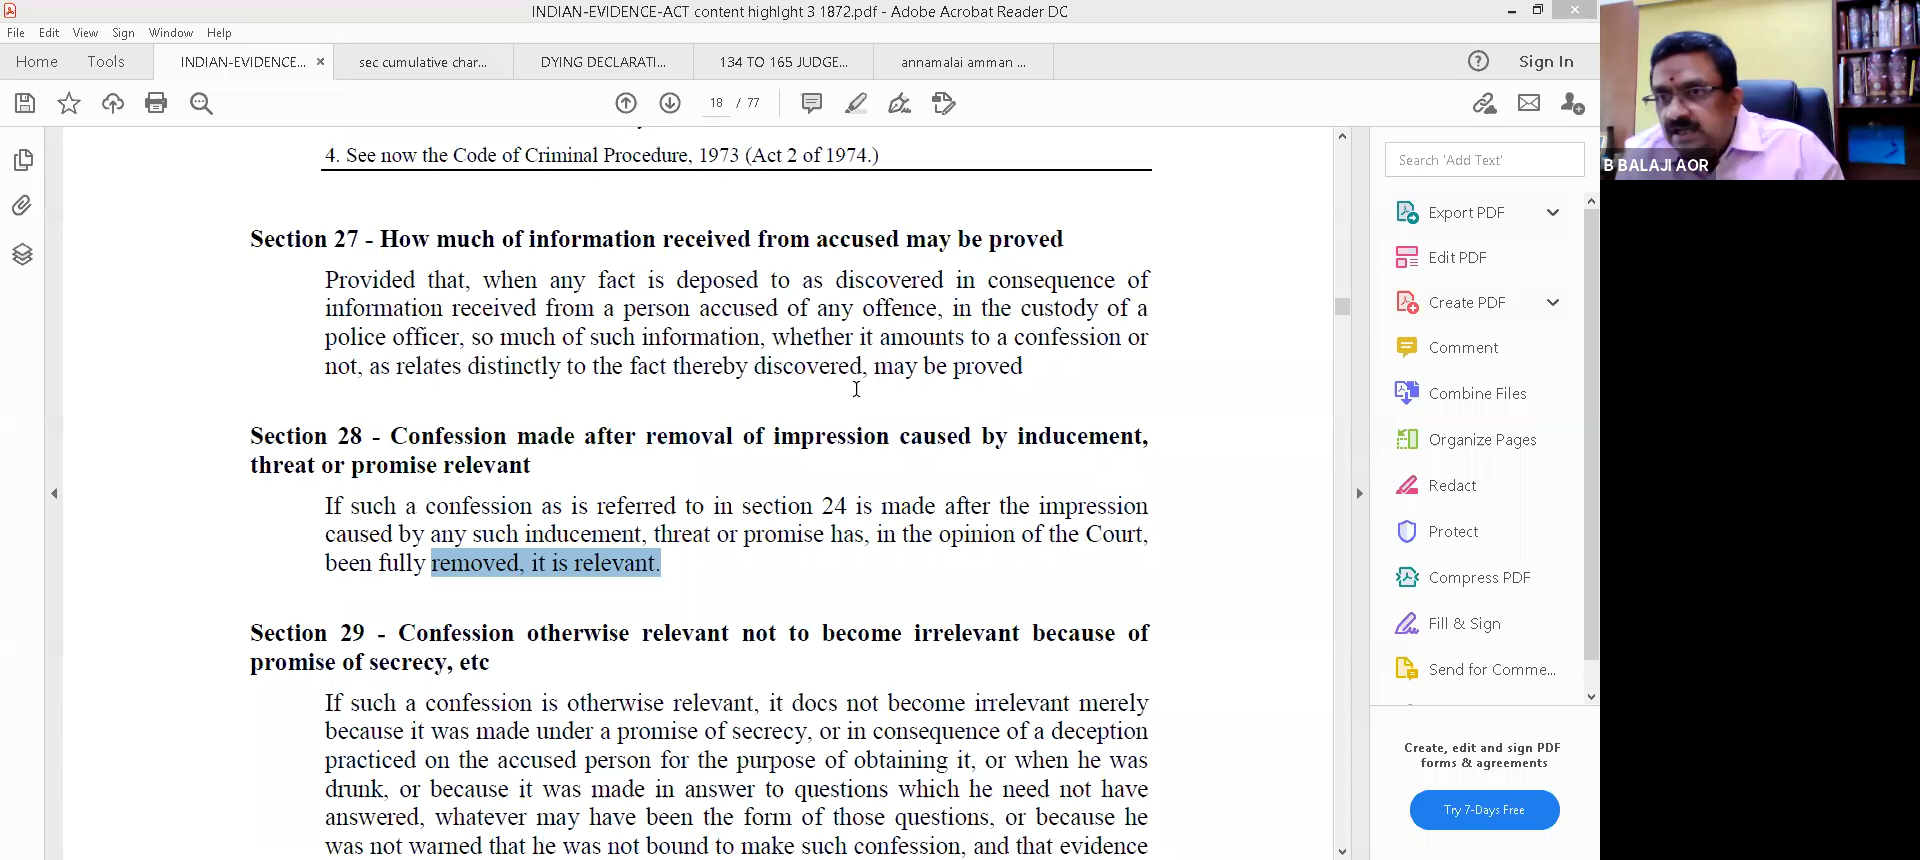 INDIAN-EVIDENCE-ACT content highlght 3 1872.pdf - Adobe Acrobat Reader DC
File Edit View Sign Window Help
Home Tools INDIAN-EVIDENCE... × sec cumulative char... DYING DECLARATI... 134 TO 165 JUDGE... annamalai amman ... Sign In
18 / 77
4. See now the Code of Criminal Procedure, 1973 (Act 2 of 1974.)
Section 27 - How much of information received from accused may be proved
Provided that, when any fact is deposed to as discovered in consequence of
information received from a person accused of any offence, in the custody of a
police officer, so much of such information, whether it amounts to a confession or
not, as relates distinctly to the fact thereby discovered, may be proved
Section 28 - Confession made after removal of impression caused by inducement,
threat or promise relevant
If such a confession as is referred to in section 24 is made after the impression
caused by any such inducement, threat or promise has, in the opinion of the Court,
been fully removed, it is relevant.
Section 29 - Confession otherwise relevant not to become irrelevant because of
promise of secrecy, etc
If such a confession is otherwise relevant, it docs not become irrelevant merely
because it was made under a promise of secrecy, or in consequence of a deception
practiced on the accused person for the purpose of obtaining it, or when he was
drunk, or because it was made in answer to questions which he need not have
answered, whatever may have been the form of those questions, or because he
was not warned that he was not bound to make such confession, and that evidence
Search 'Add Text'
Export PDF
Edit PDF
Create PDF
Comment
Combine Files
Organize Pages
Redact
Protect
Compress PDF
Fill & Sign
Send for Comme...
Create, edit and sign PDF
forms & agreements
Try 7-Days Free
B BALAJI AOR